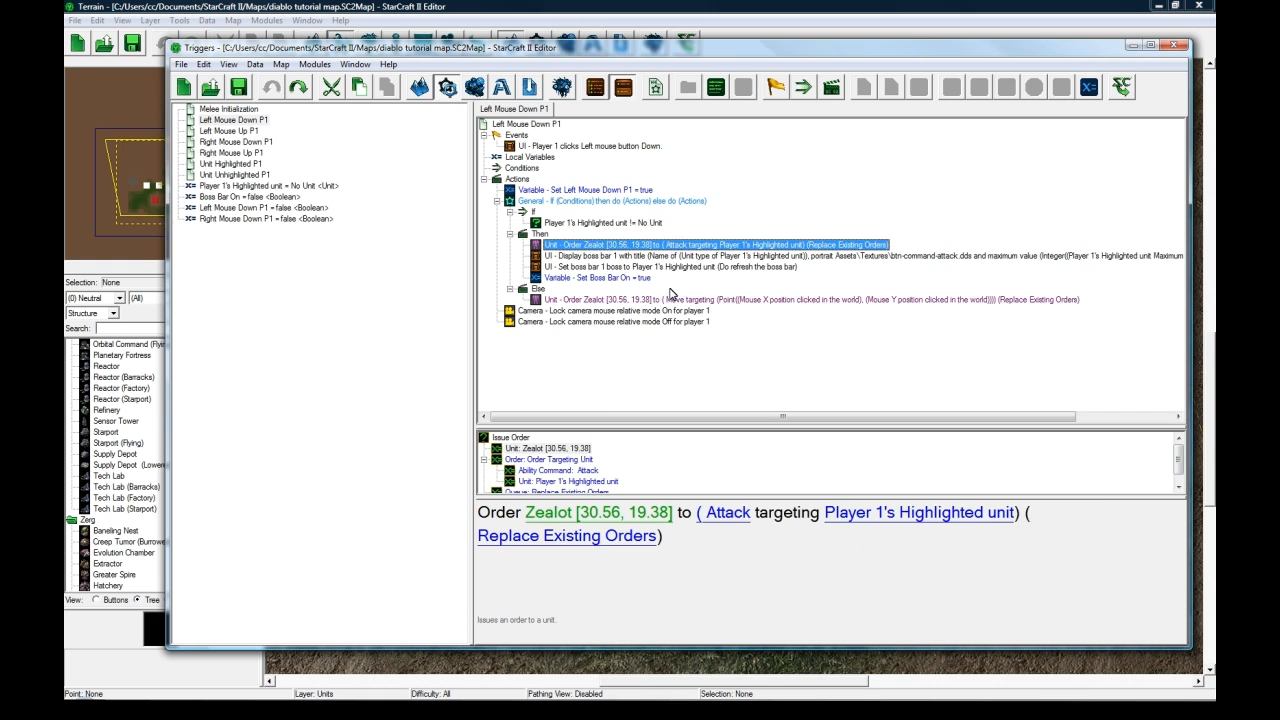 Terrain - [C:/Users/cc/Documents/StarCraft II/Maps/diablo tutorial map.SC2Map] - StarCraft II Editor
File Edit View Layer Tools Data Map Modules Window Help
Triggers - [C:/Users/cc/Documents/StarCraft II/Maps/diablo tutorial map.SC2Map] - StarCraft II Editor
File Edit View Data Map Modules Window Help
Melee Initialization
Left Mouse Down P1
Left Mouse Up P1
Right Mouse Down P1
Right Mouse Up P1
Unit Highlighted P1
Unit Unhighlighted P1
Player 1's Highlighted unit = No Unit <Unit>
Boss Bar On = false <Boolean>
Left Mouse Down P1 = false <Boolean>
Right Mouse Down P1 = false <Boolean>
Left Mouse Down P1
Left Mouse Down P1
Events
UI - Player 1 clicks Left mouse button Down.
Local Variables
Conditions
Actions
Variable - Set Left Mouse Down P1 = true
General - If (Conditions) then do (Actions) else do (Actions)
If
Player 1's Highlighted unit != No Unit
Then
Unit - Order Zealot [30.56, 19.38] to ( Attack targeting Player 1's Highlighted unit) (Replace Existing Orders)
UI - Display boss bar 1 with title (Name of (Unit type of Player 1's Highlighted unit)), portrait Assets\Textures\btn-command-attack.dds and maximum value (Integer((Player 1's Highlighted unit Maximum
UI - Set boss bar 1 boss to Player 1's Highlighted unit (Do refresh the boss bar)
Variable - Set Boss Bar On = true
Else
Unit - Order Zealot [30.56, 19.38] to ( targeting (Point((Mouse X position clicked in the world), (Mouse Y position clicked in the world)))) (Replace Existing Orders)
Camera - Lock camera mouse relative mode On for player 1
Camera - Lock camera mouse relative mode Off for player 1
Issue Order
Unit: Zealot [30.56, 19.38]
Order: Order Targeting Unit
Ability Command: Attack
Unit: Player 1's Highlighted unit
Queue: Replace Existing Orders
Order Zealot [30.56, 19.38] to ( Attack targeting Player 1's Highlighted unit) (
Replace Existing Orders)
Issues an order to a unit.
Selection: None
(0) Neutral (All)
Structure
Search:
Orbital Command (Flyin
Planetary Fortress
Reactor
Reactor (Barracks)
Reactor (Factory)
Reactor (Starport)
Refinery
Sensor Tower
Starport
Starport (Flying)
Supply Depot
Supply Depot (Lowere
Tech Lab
Tech Lab (Barracks)
Tech Lab (Factory)
Tech Lab (Starport)
Zerg
Baneling Nest
Creep Tumor (Burrowe
Evolution Chamber
Extractor
Greater Spire
Hatchery
View: Buttons Tree
Point: None Layer: Units Difficulty: All Pathing View: Disabled Selection: None